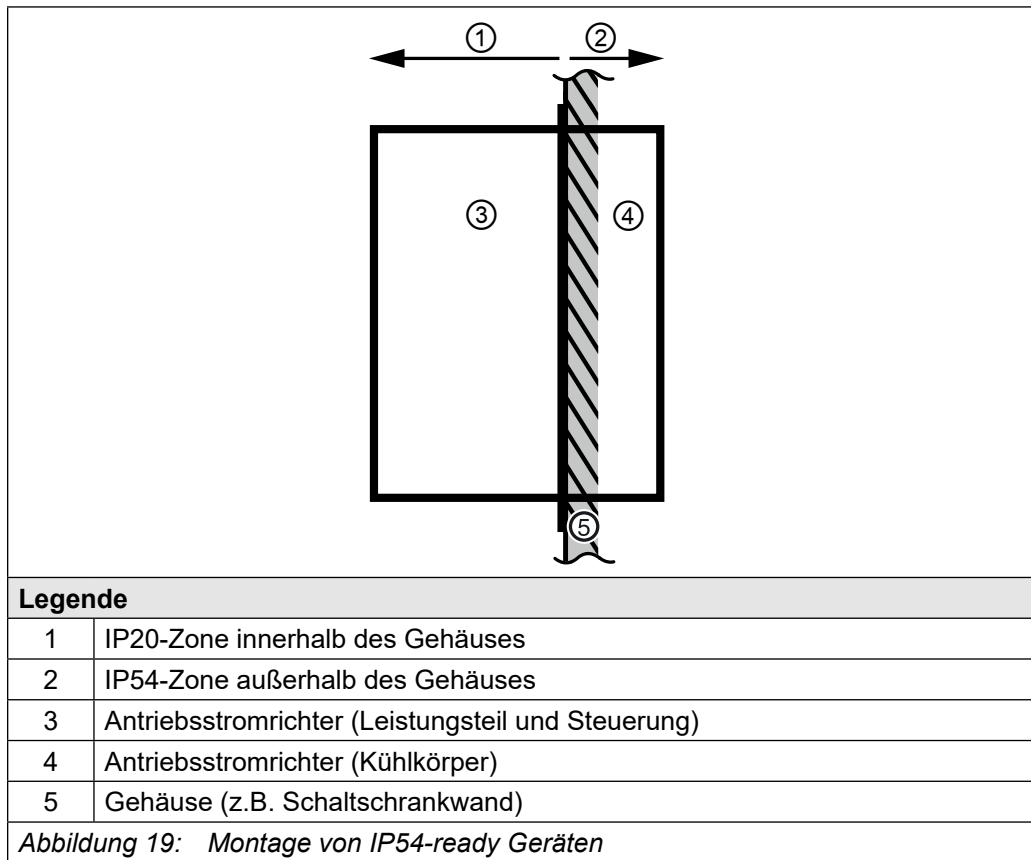 ① ②
③ ④
⑤
Legende
1 IP20-Zone innerhalb des Gehäuses
2 IP54-Zone außerhalb des Gehäuses
3 Antriebsstromrichter (Leistungsteil und Steuerung)
4 Antriebsstromrichter (Kühlkörper)
5 Gehäuse (z.B. Schaltschrankwand)
Abbildung 19: Montage von IP54-ready Geräten